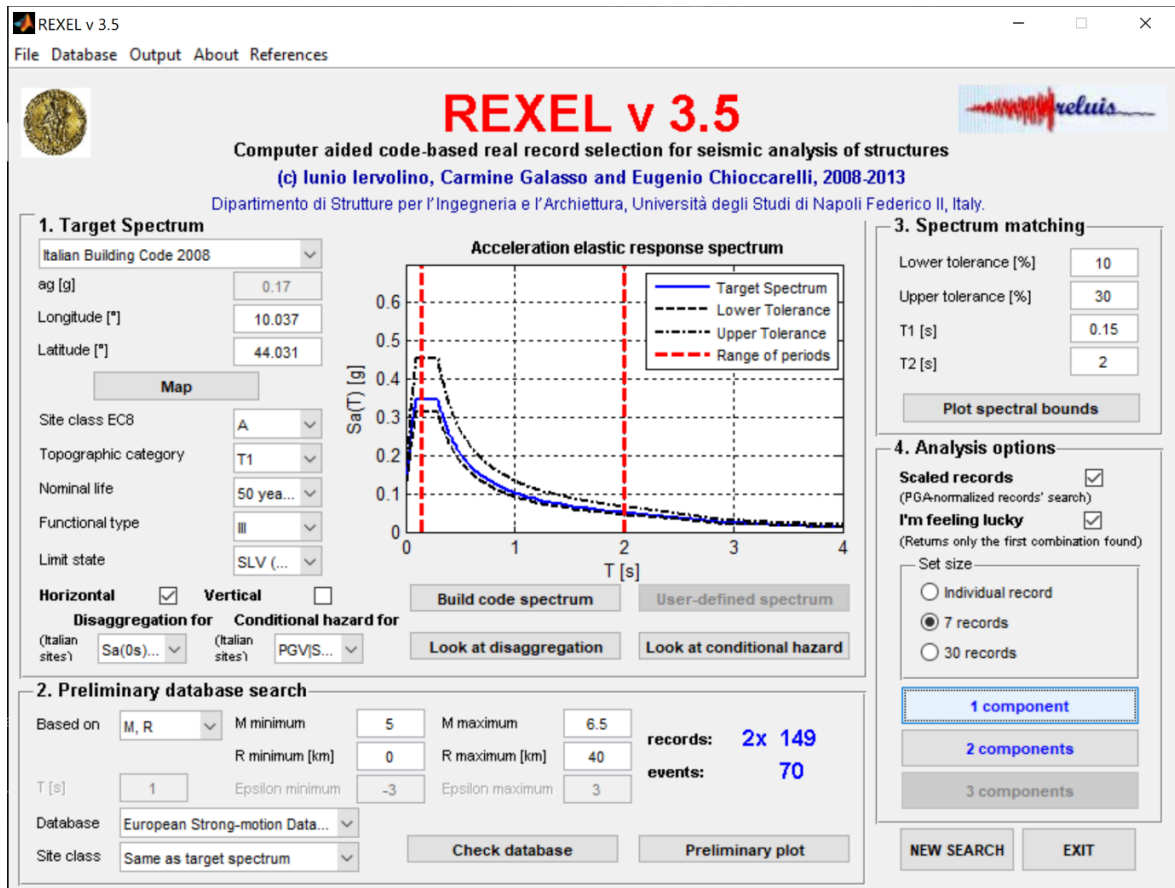 REXEL v 3.5
File Database Output About References
REXEL v 3.5
reluis
Computer aided code-based real record selection for seismic analysis of structures
(c) Iunio Iervolino, Carmine Galasso and Eugenio Chioccarelli, 2008-2013
Dipartimento di Strutture per l'Ingegneria e l'Archiettura, Università degli Studi di Napoli Federico II, Italy.
1. Target Spectrum
Italian Building Code 2008
ag [g] 0.17
Longitude [°] 10.037
Latitude [°] 44.031
Map
Site class EC8 A
Topographic category T1
Nominal life 50 yea...
Functional type III
Limit state SLV (...
Horizontal Vertical
Disaggregation for Conditional hazard for
(Italian sites) Sa(0s)... (Italian sites) PGV|S...
Acceleration elastic response spectrum
Target Spectrum
Lower Tolerance
Upper Tolerance
Range of periods
Sa(T) [g]
0.6
0.5
0.4
0.3
0.2
0.1
0
0 1 2 3 4
T [s]
Build code spectrum User-defined spectrum
Look at disaggregation Look at conditional hazard
2. Preliminary database search
Based on M, R M minimum 5 M maximum 6.5
R minimum [km] 0 R maximum [km] 40
T [s] 1 Epsilon minimum -3 Epsilon maximum 3
records: 2x 149
events: 70
Database European Strong-motion Data...
Site class Same as target spectrum
Check database Preliminary plot
3. Spectrum matching
Lower tolerance [%] 10
Upper tolerance [%] 30
T1 [s] 0.15
T2 [s] 2
Plot spectral bounds
4. Analysis options
Scaled records
(PGA-normalized records' search)
I'm feeling lucky
(Returns only the first combination found)
Set size
Individual record
7 records
30 records
1 component
2 components
3 components
NEW SEARCH EXIT